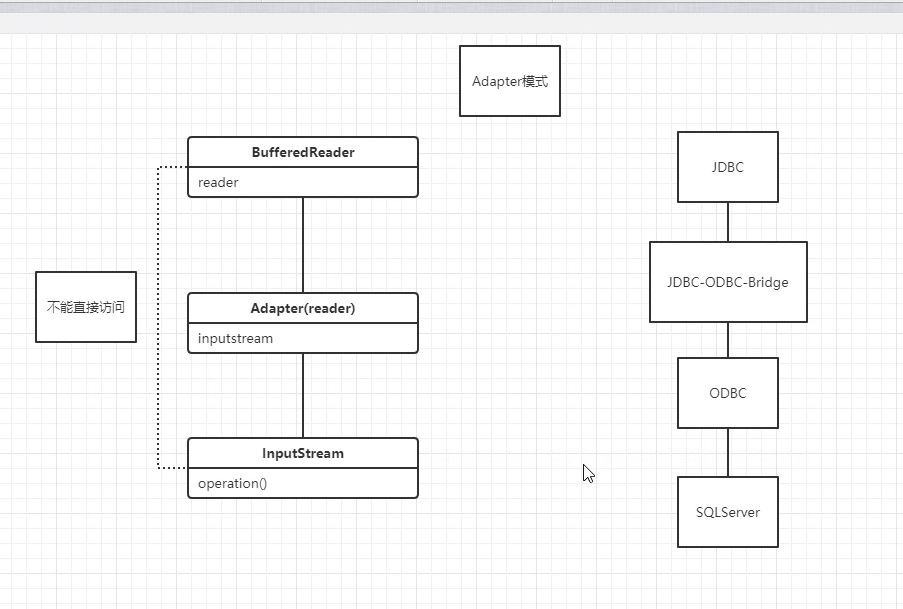 Adapter模式
BufferedReader
reader
不能直接访问
Adapter(reader)
inputstream
InputStream
operation()
JDBC
JDBC-ODBC-Bridge
ODBC
SQLServer